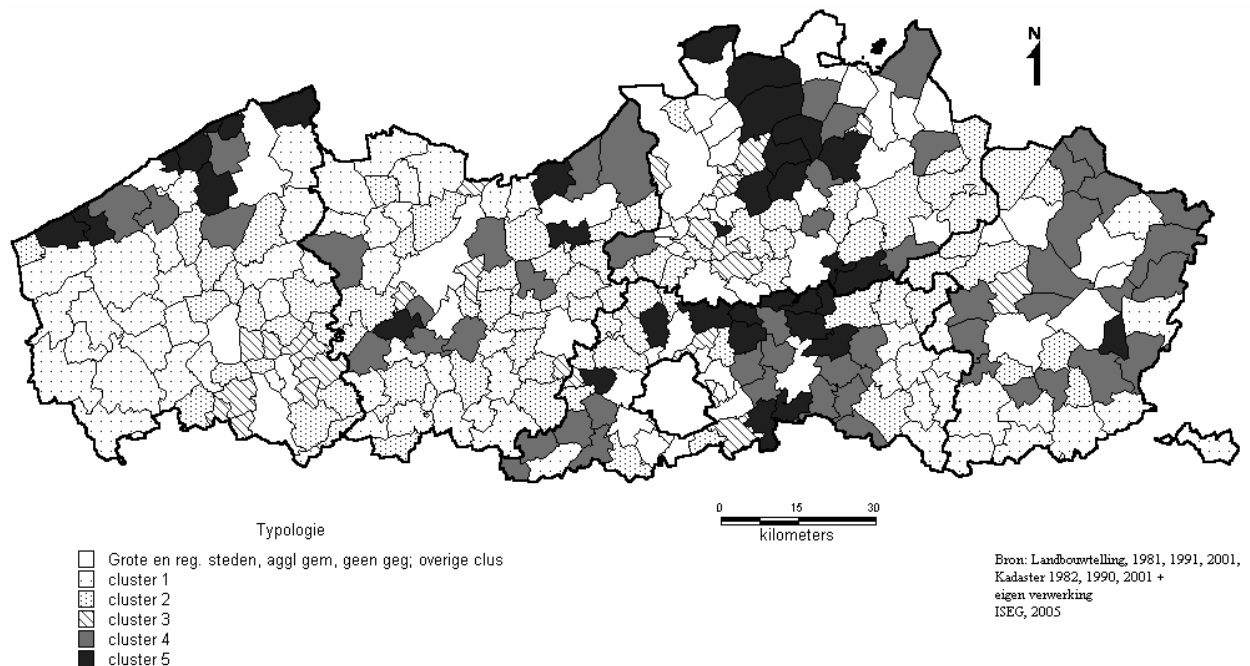 N
0 15 30
kilometers
Typologie
Grote en reg. steden, aggl gem, geen geg; overige clus
cluster 1
cluster 2
cluster 3
cluster 4
cluster 5
Bron: Landbouwtelling, 1981, 1991, 2001,
Kadaster 1982, 1990, 2001 +
eigen verwerking
ISEG, 2005